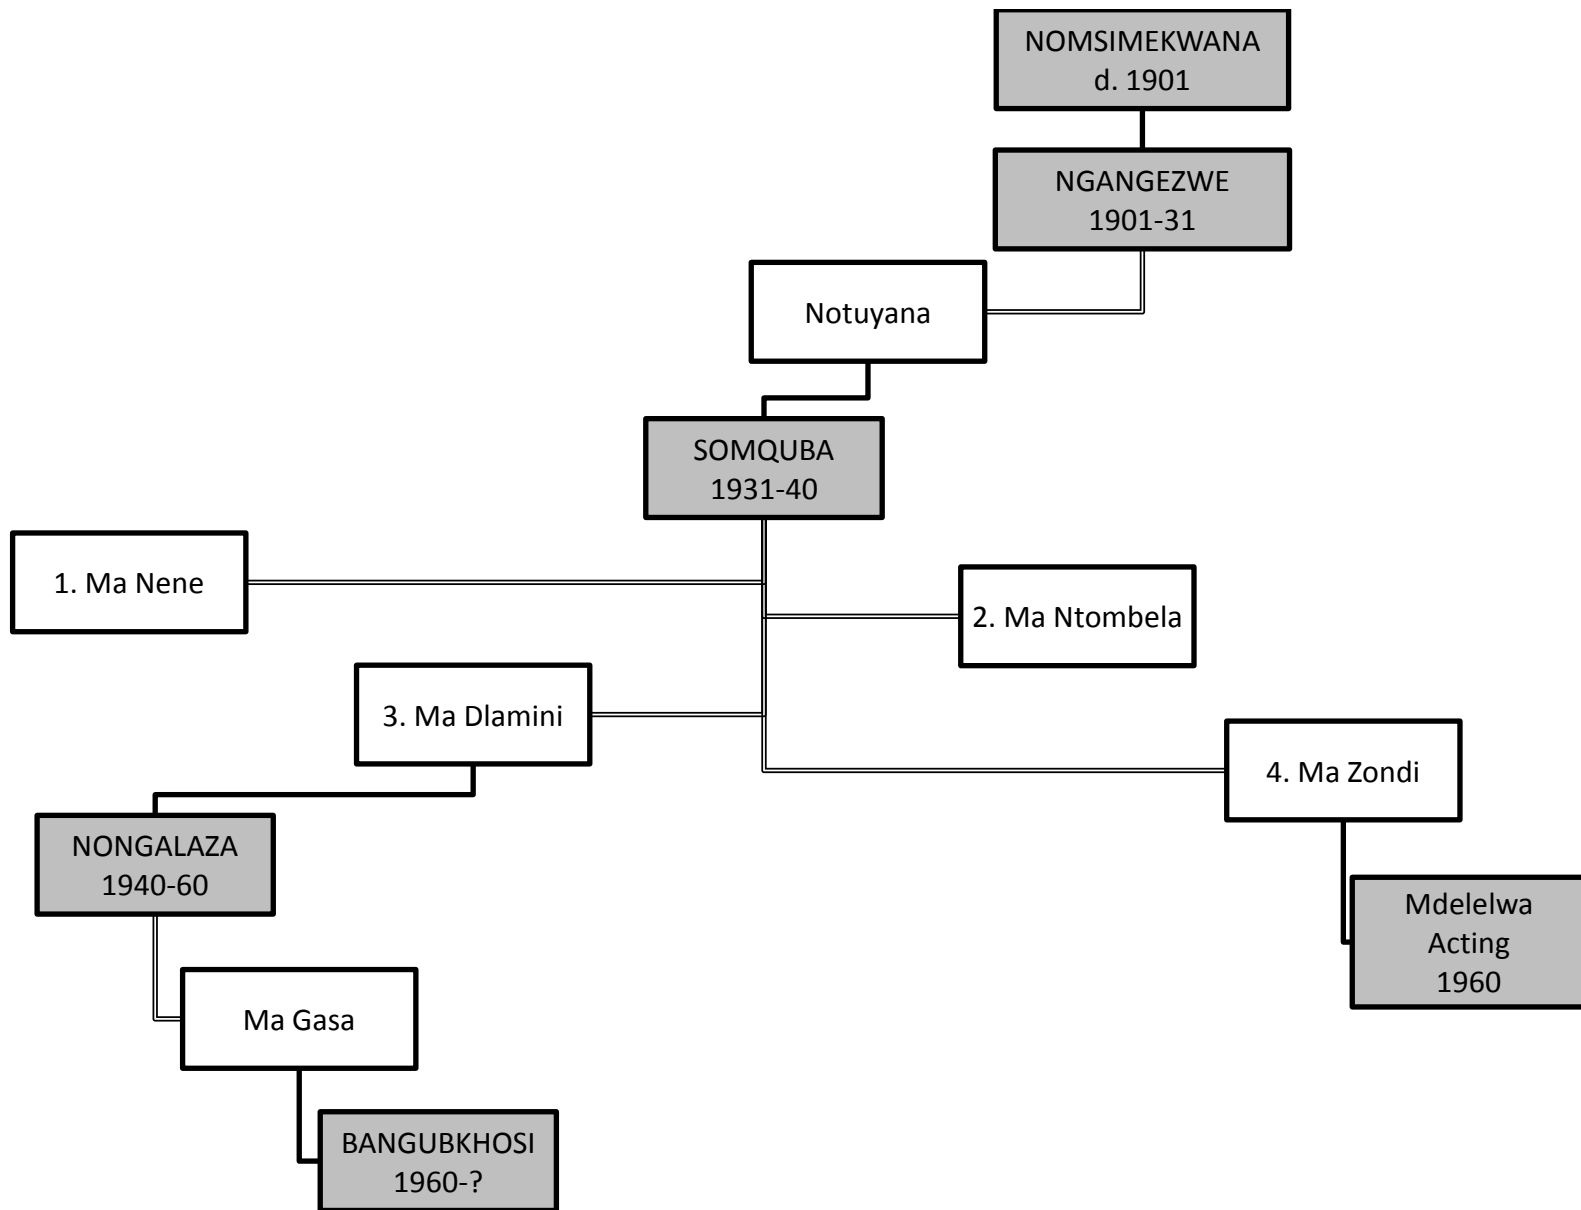 NOMSIMEKWANA
d. 1901
NGANGEZWE
1901-31
Notuyana
SOMQUBA
1931-40
1. Ma Nene
2. Ma Ntombela
3. Ma Dlamini
4. Ma Zondi
NONGALAZA
1940-60
Mdelelwa
Acting
1960
Ma Gasa
BANGUBKHOSI
1960-?